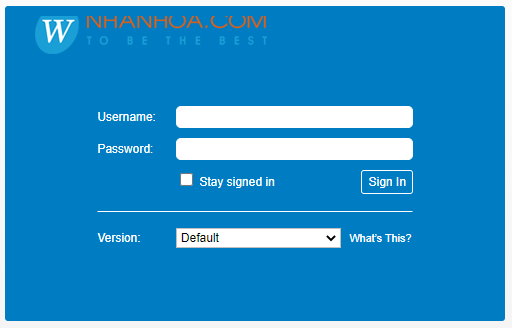 W NHANHOA.COM
TO BE THE BEST
Username:
Password:
Stay signed in
Sign In
Version: Default What's This?